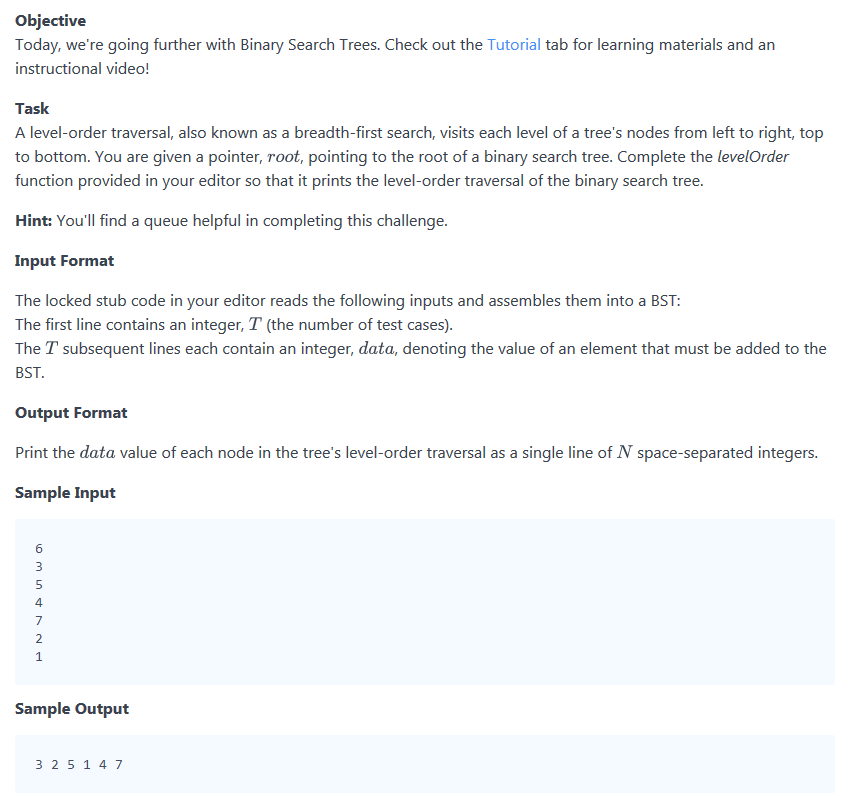 Objective
Today, we're going further with Binary Search Trees. Check out the Tutorial tab for learning materials and an
instructional video!
Task
A level-order traversal, also known as a breadth-first search, visits each level of a tree's nodes from left to right, top
to bottom. You are given a pointer, root, pointing to the root of a binary search tree. Complete the levelOrder
function provided in your editor so that it prints the level-order traversal of the binary search tree.
Hint: You'll find a queue helpful in completing this challenge.
Input Format
The locked stub code in your editor reads the following inputs and assembles them into a BST:
The first line contains an integer, T (the number of test cases).
The T subsequent lines each contain an integer, data, denoting the value of an element that must be added to the
BST.
Output Format
Print the data value of each node in the tree's level-order traversal as a single line of N space-separated integers.
Sample Input
6
3
5
4
7
2
1
Sample Output
3 2 5 1 4 7